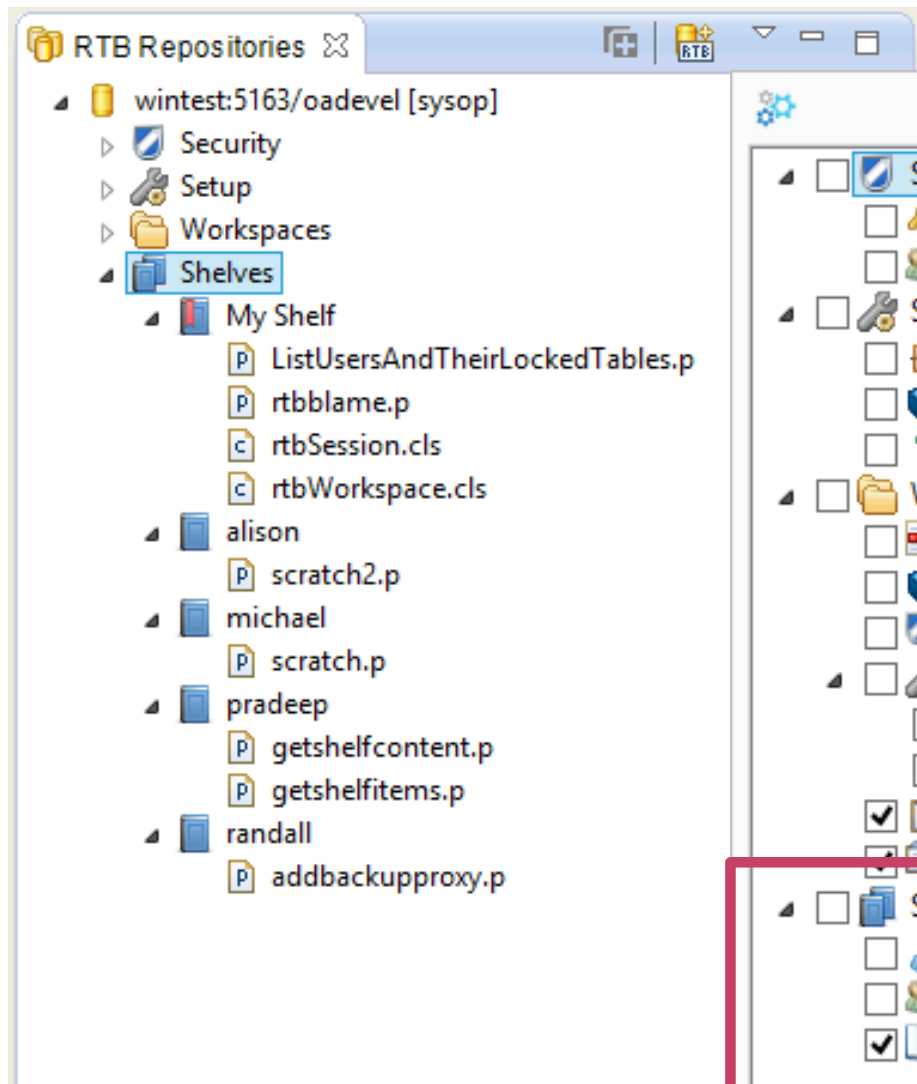 RTB Repositories
RTB
wintest:5163/oadevel [sysop]
Security
Setup
Workspaces
Shelves
My Shelf
P ListUsersAndTheirLockedTables.p
P rtbblame.p
c rtbSession.cls
c rtbWorkspace.cls
alison
P scratch2.p
michael
P scratch.p
pradeep
P getshelfcontent.p
P getshelfitems.p
randall
P addbackupproxy.p